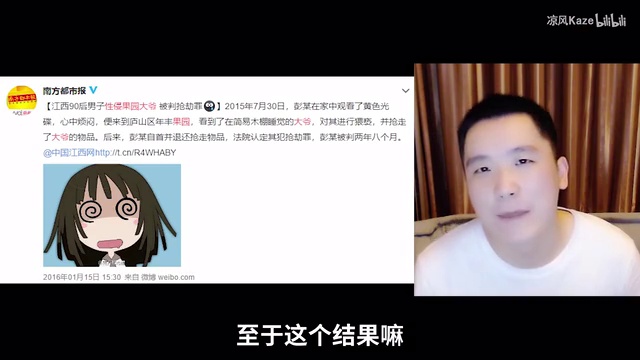 凉风Kaze bilibili
南方都市报
【江西90后男子性侵果园大爷 被判抢劫罪】2015年7月30日，彭某在家中观看了黄色光
碟，心中烦闷，便来到庐山区年丰果园，看到了在简易木棚睡觉的大爷，对其进行猥亵，并抢走
了大爷的物品。后来，彭某自首并退还抢走物品，法院认定其犯抢劫罪，彭某被判两年八个月。
@中国江西网http://t.cn/R4WHABY
2016年01月15日 15:30 来自 微博 weibo.com
至于这个结果嘛